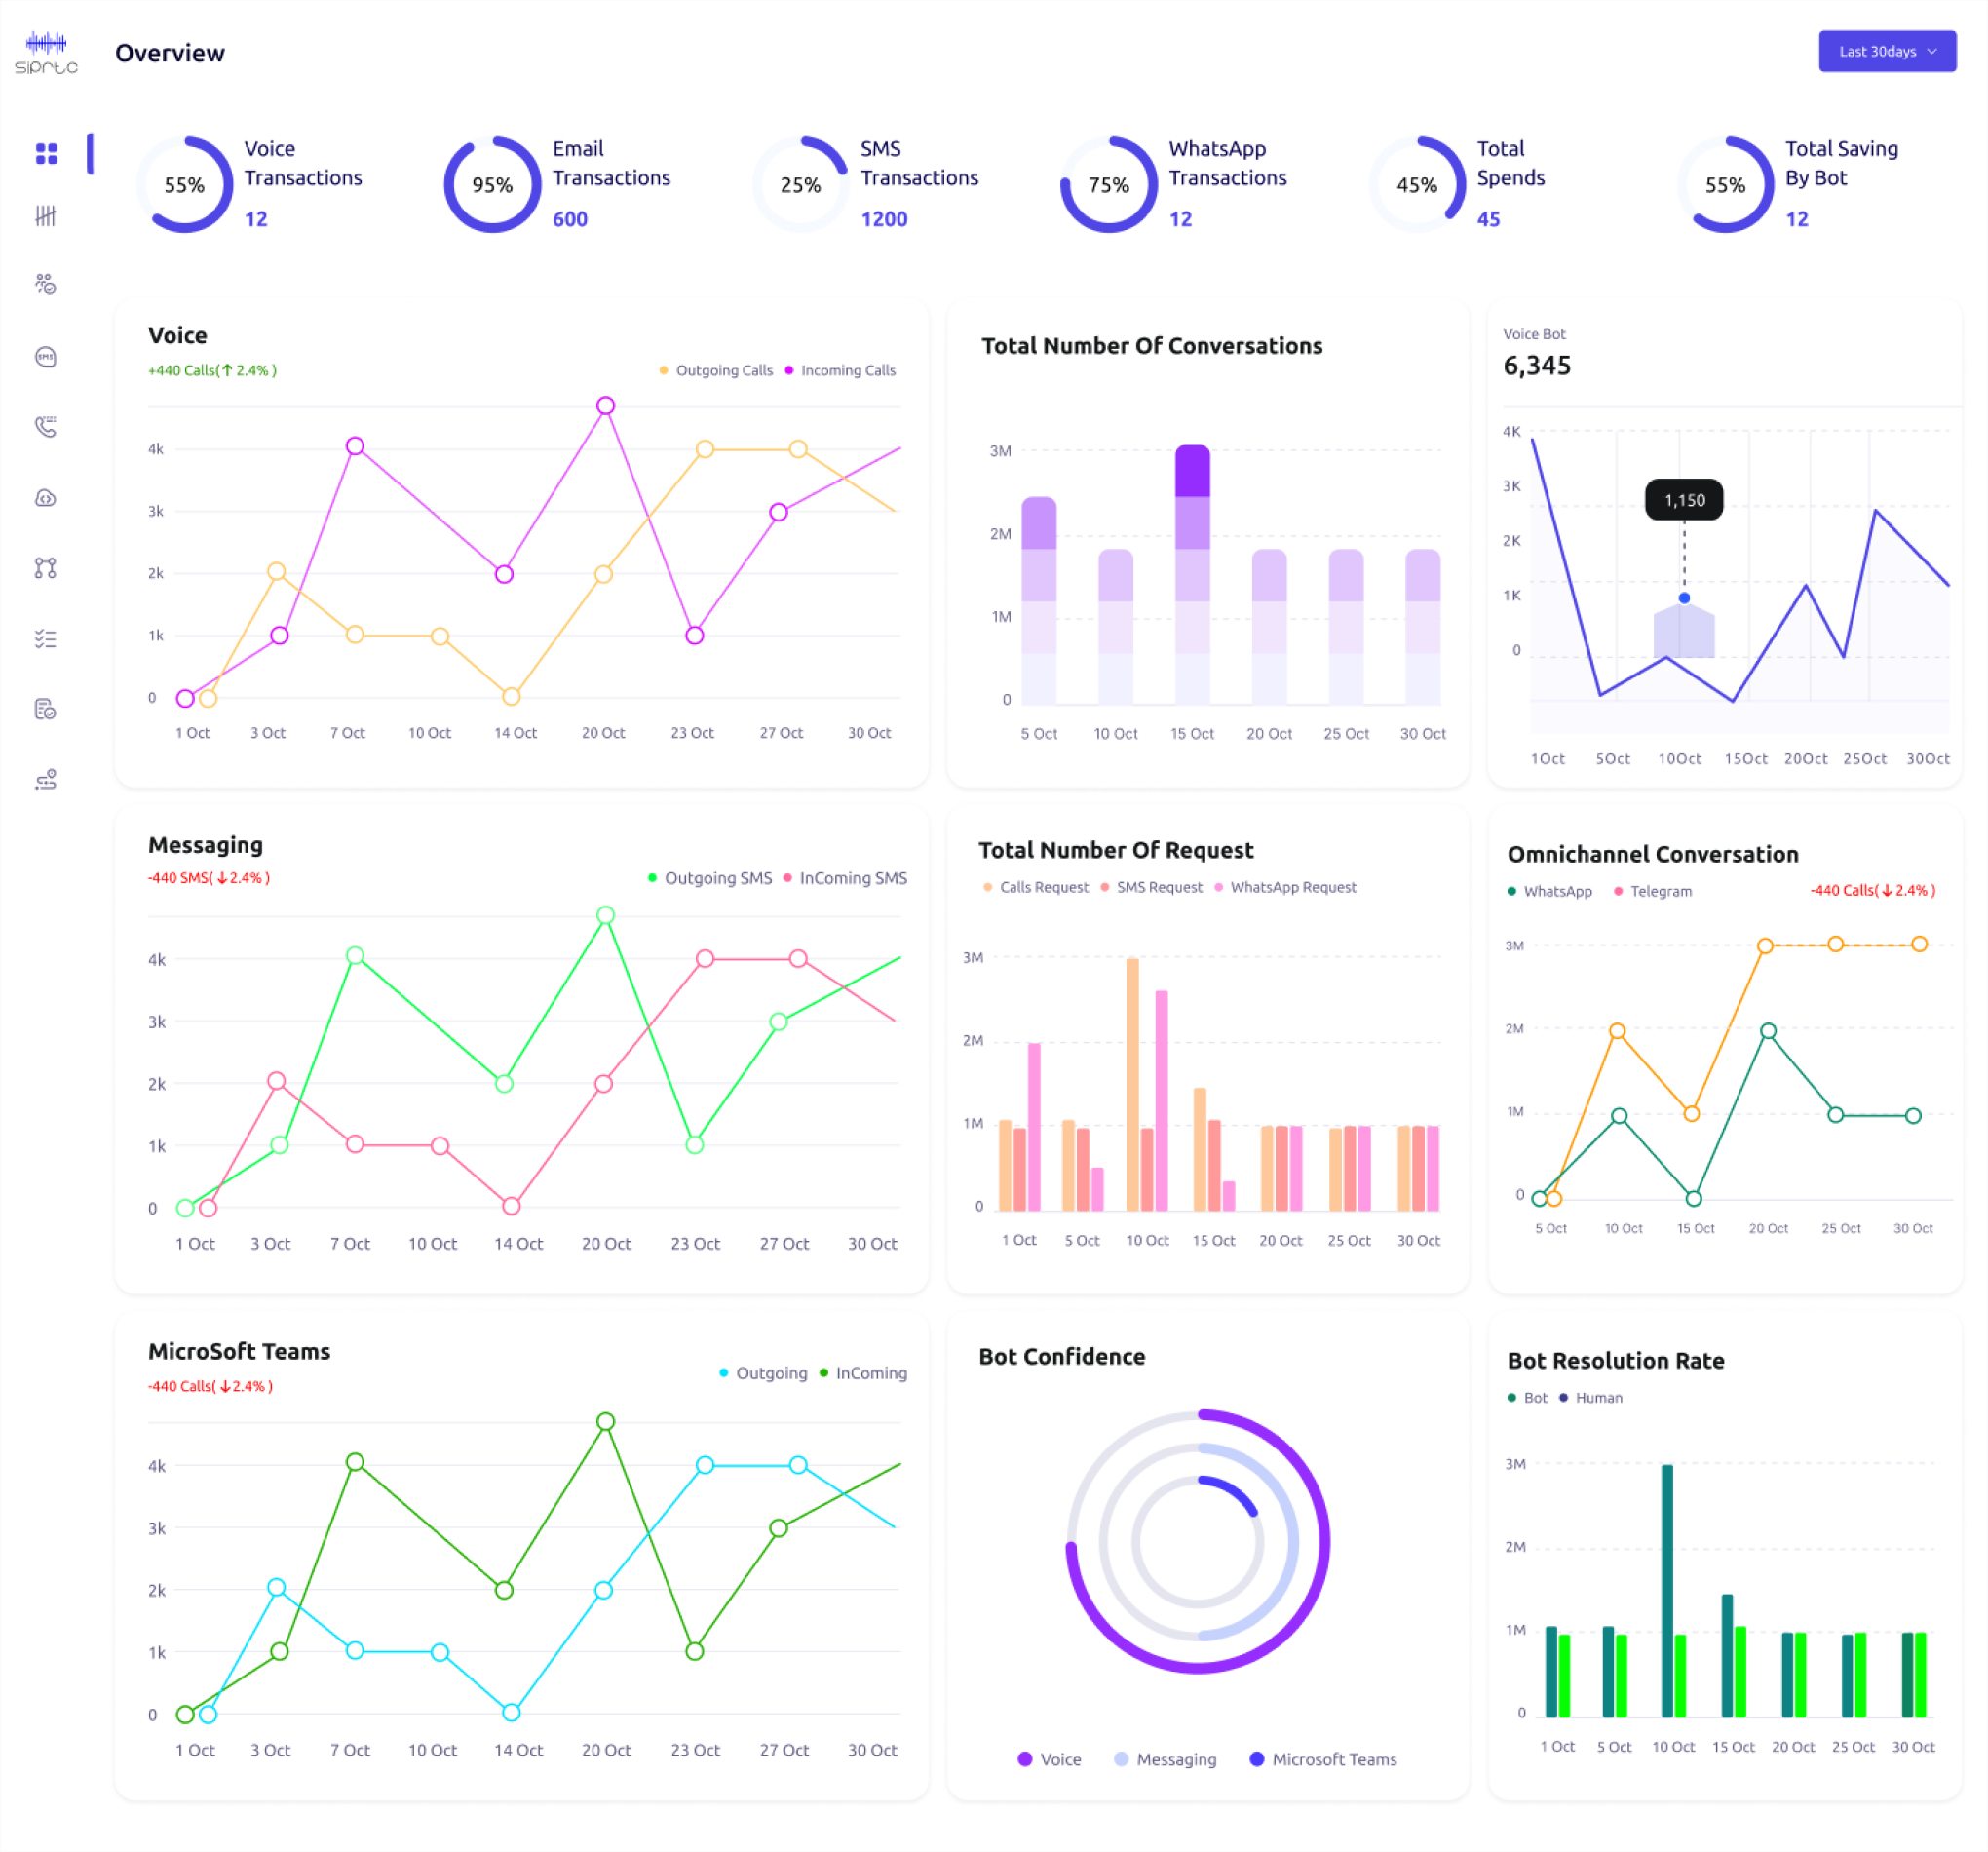 siprtc
Overview
Last 30days
55%
Voice
Transactions
12
95%
Email
Transactions
600
25%
SMS
Transactions
1200
75%
WhatsApp
Transactions
12
45%
Total
Spends
45
55%
Total Saving
By Bot
12
SMS
Voice
+440 Calls(↑ 2.4% )
Outgoing Calls
Incoming Calls
4k
3k
2k
1k
0
1 Oct
3 Oct
7 Oct
10 Oct
14 Oct
20 Oct
23 Oct
27 Oct
30 Oct
Total Number Of Conversations
3M
2M
1M
0
5 Oct
10 Oct
15 Oct
20 Oct
25 Oct
30 Oct
Voice Bot
6,345
4K
3K
2K
1K
0
1,150
1Oct
5Oct
10Oct
15Oct
20Oct
25Oct
30Oct
Messaging
-440 SMS( ↓ 2.4% )
Outgoing SMS
InComing SMS
4k
3k
2k
1k
0
1 Oct
3 Oct
7 Oct
10 Oct
14 Oct
20 Oct
23 Oct
27 Oct
30 Oct
Total Number Of Request
Calls Request
SMS Request
WhatsApp Request
3M
2M
1M
0
1 Oct
5 Oct
10 Oct
15 Oct
20 Oct
25 Oct
30 Oct
Omnichannel Conversation
WhatsApp
Telegram
-440 Calls( ↓ 2.4% )
3M
2M
1M
0
5 Oct
10 Oct
15 Oct
20 Oct
25 Oct
30 Oct
MicroSoft Teams
-440 Calls( ↓ 2.4% )
Outgoing
InComing
4k
3k
2k
1k
0
1 Oct
3 Oct
7 Oct
10 Oct
14 Oct
20 Oct
23 Oct
27 Oct
30 Oct
Bot Confidence
Voice
Messaging
Microsoft Teams
Bot Resolution Rate
Bot
Human
3M
2M
1M
0
1 Oct
5 Oct
10 Oct
15 Oct
20 Oct
25 Oct
30 Oct